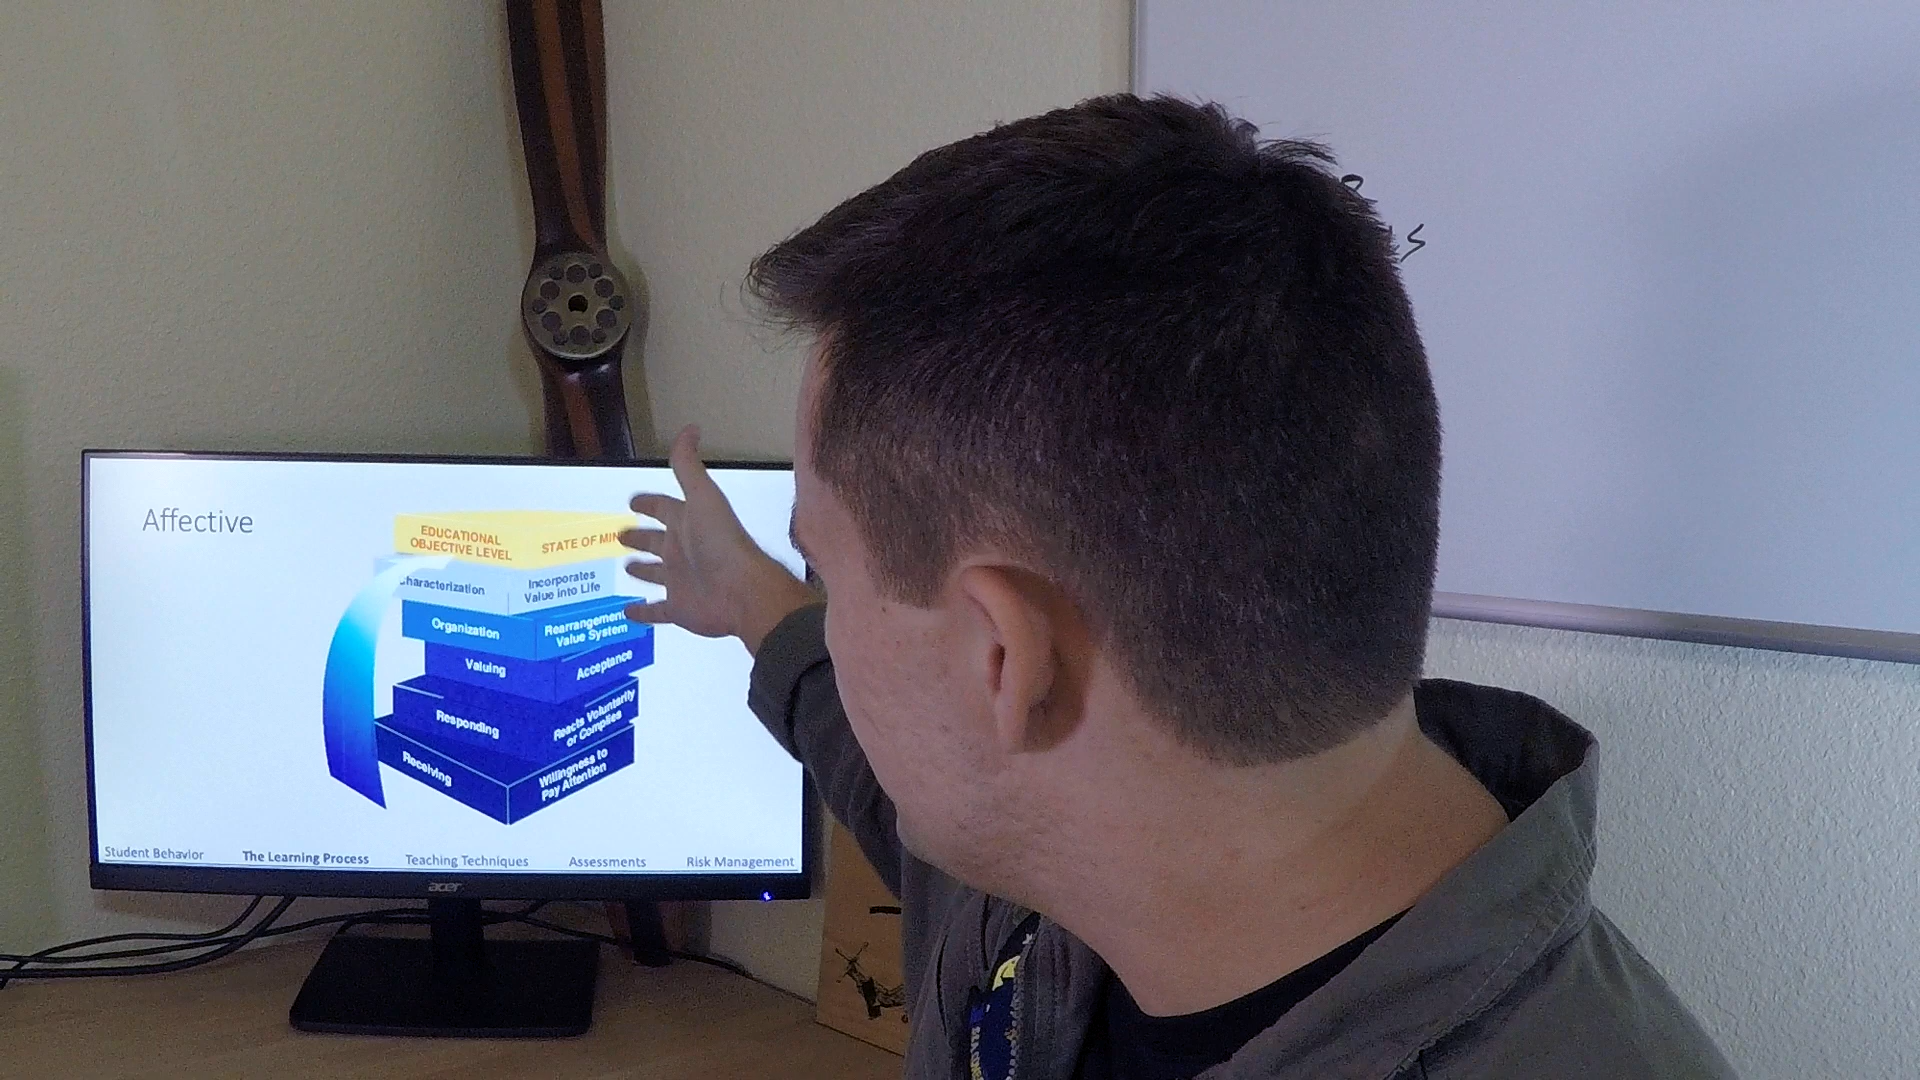 Affective
EDUCATIONAL
OBJECTIVE LEVEL
STATE OF MIN
Characterization
Incorporates
Value into Life
Organization
Rearrangement
Value System
Valuing
Acceptance
Responding
Reacts Voluntarily
or Complies
Receiving
Willingness to
Pay Attention
Student Behavior
The Learning Process
Teaching Techniques
Assessments
Risk Management
acer
s